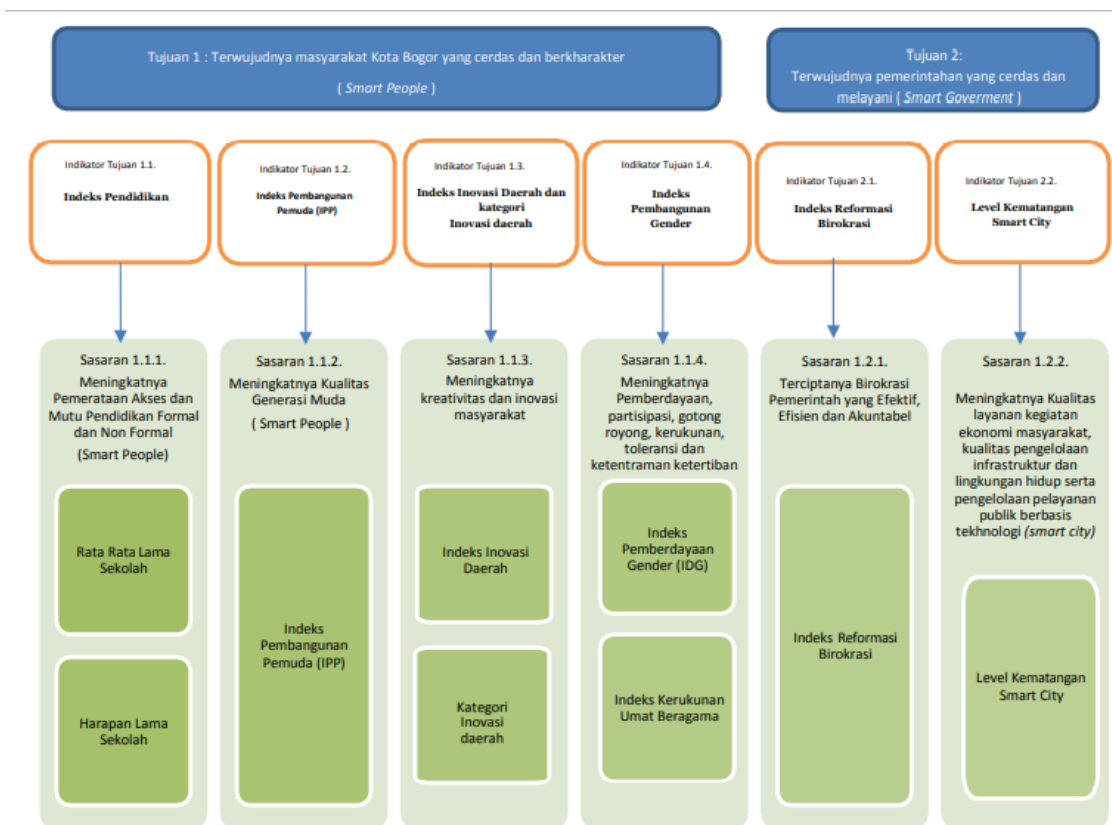 Tujuan 1 : Terwujudnya masyarakat Kota Bogor yang cerdas dan berkharakter
( Smart People )
Tujuan 2:
Terwujudnya pemerintahan yang cerdas dan
melayani ( Smart Goverment )
Indikator Tujuan 1.1.
Indeks Pendidikan
Indikator Tujuan 1.2.
Indeks Pembangunan
Pemuda (IPP)
Indikator Tujuan 1.3.
Indeks Inovasi Daerah dan
kategori
Inovasi daerah
Indikator Tujuan 1.4.
Indeks
Pembangunan
Gender
Indikator Tujuan 2.1.
Indeks Reformasi
Birokrasi
Indikator Tujuan 2.2.
Level Kematangan
Smart City
Sasaran 1.1.1.
Meningkatnya
Pemerataan Akses dan
Mutu Pendidikan Formal
dan Non Formal
(Smart People)
Rata Rata Lama
Sekolah
Harapan Lama
Sekolah
Sasaran 1.1.2.
Meningkatnya Kualitas
Generasi Muda
( Smart People )
Indeks
Pembangunan
Pemuda (IPP)
Sasaran 1.1.3.
Meningkatnya
kreativitas dan inovasi
masyarakat
Indeks Inovasi
Daerah
Kategori
Inovasi
daerah
Sasaran 1.1.4.
Meningkatnya
Pemberdayaan,
partisipasi, gotong
royong, kerukunan,
toleransi dan
ketentraman ketertiban
Indeks
Pemberdayaan
Gender (IDG)
Indeks Kerukunan
Umat Beragama
Sasaran 1.2.1.
Terciptanya Birokrasi
Pemerintah yang Efektif,
Efisien dan Akuntabel
Indeks Reformasi
Birokrasi
Sasaran 1.2.2.
Meningkatnya Kualitas
layanan kegiatan
ekonomi masyarakat,
kualitas pengelolaan
infrastruktur dan
lingkungan hidup serta
pengelolaan pelayanan
publik berbasis
tekhnologi (smart city)
Level Kematangan
Smart City